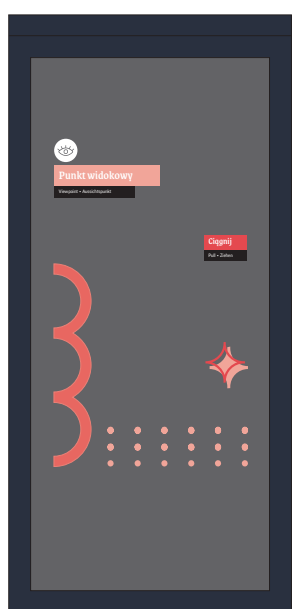 Punkt widokowy
Viewpoint • Aussichtspunkt
Ciągnij
Pull • Ziehen